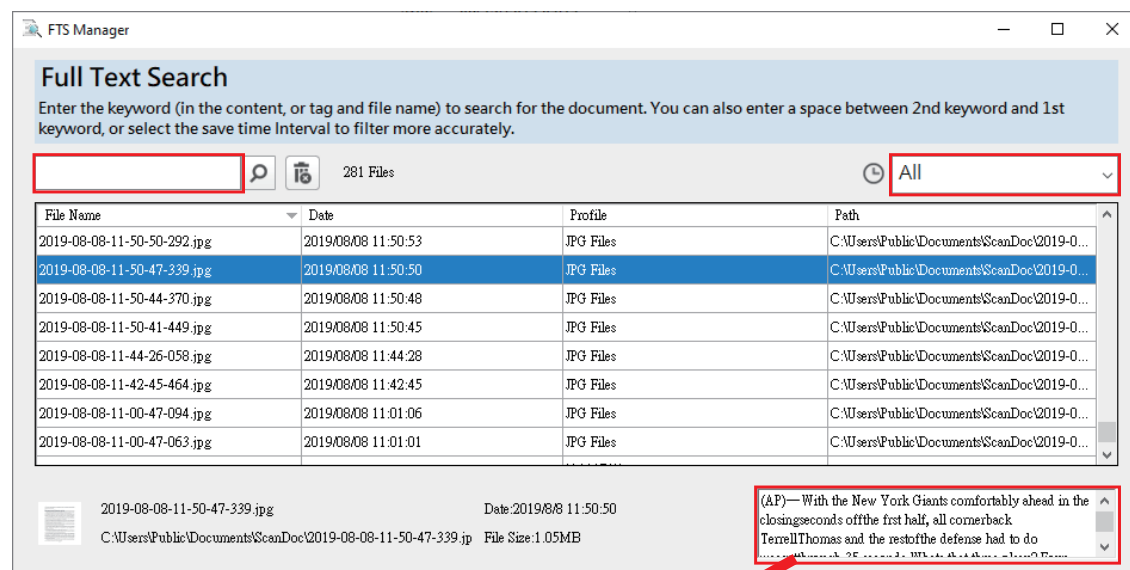 FTS Manager
Full Text Search
Enter the keyword (in the content, or tag and file name) to search for the document. You can also enter a space between 2nd keyword and 1st
keyword, or select the save time Interval to filter more accurately.
281 Files All
File Name Date Profile Path
2019-08-08-11-50-50-292.jpg 2019/08/08 11:50:53 JPG Files C:\Users\Public\Documents\ScanDoc\2019-0...
2019-08-08-11-50-47-339.jpg 2019/08/08 11:50:50 JPG Files C:\Users\Public\Documents\ScanDoc\2019-0...
2019-08-08-11-50-44-370.jpg 2019/08/08 11:50:48 JPG Files C:\Users\Public\Documents\ScanDoc\2019-0...
2019-08-08-11-50-41-449.jpg 2019/08/08 11:50:45 JPG Files C:\Users\Public\Documents\ScanDoc\2019-0...
2019-08-08-11-44-26-058.jpg 2019/08/08 11:44:28 JPG Files C:\Users\Public\Documents\ScanDoc\2019-0...
2019-08-08-11-42-45-464.jpg 2019/08/08 11:42:45 JPG Files C:\Users\Public\Documents\ScanDoc\2019-0...
2019-08-08-11-00-47-094.jpg 2019/08/08 11:01:06 JPG Files C:\Users\Public\Documents\ScanDoc\2019-0...
2019-08-08-11-00-47-063.jpg 2019/08/08 11:01:01 JPG Files C:\Users\Public\Documents\ScanDoc\2019-0...
2019-08-08-11-50-47-339.jpg Date:2019/8/8 11:50:50
C:\Users\Public\Documents\ScanDoc\2019-08-08-11-50-47-339.jp File Size:1.05MB
(AP)—With the New York Giants comfortably ahead in the
closingseconds offthe frst half, all comerback
TerrellThomas and the restofthe defense had to do